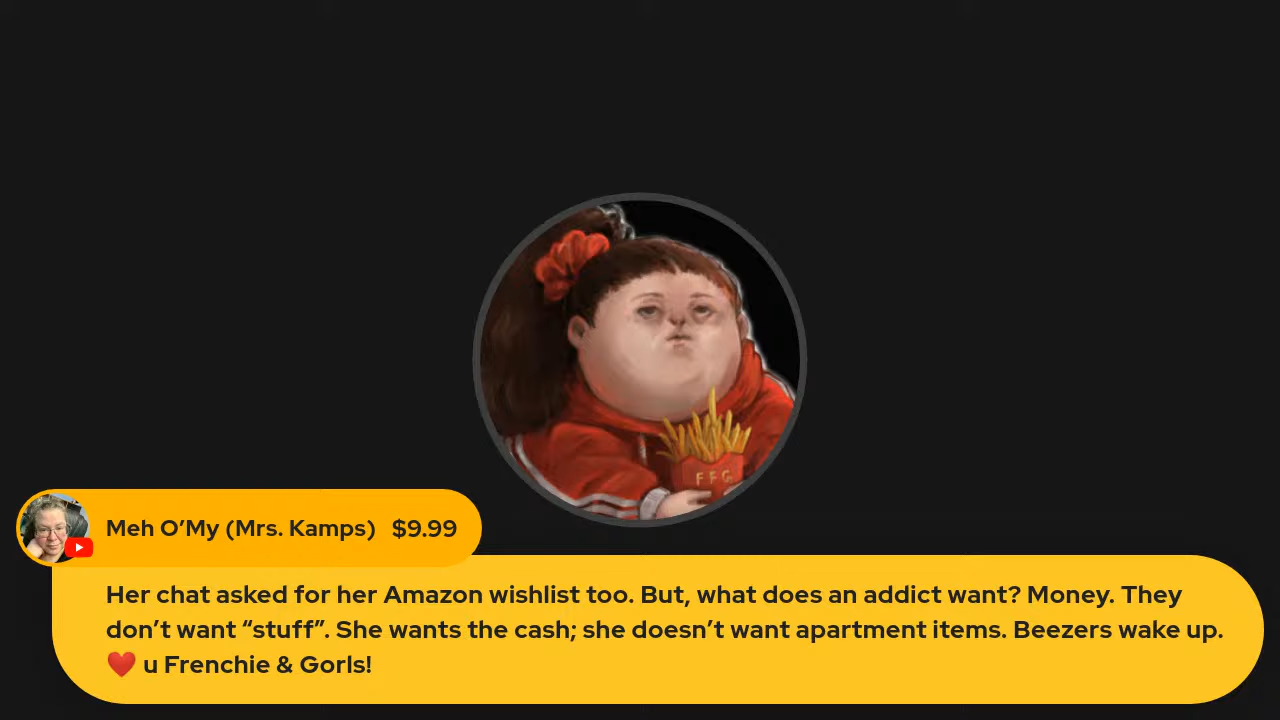 FFG
Meh O’My (Mrs. Kamps) $9.99
Her chat asked for her Amazon wishlist too. But, what does an addict want? Money. They
don’t want “stuff”. She wants the cash; she doesn’t want apartment items. Beezers wake up.
❤️ u Frenchie & Gorls!